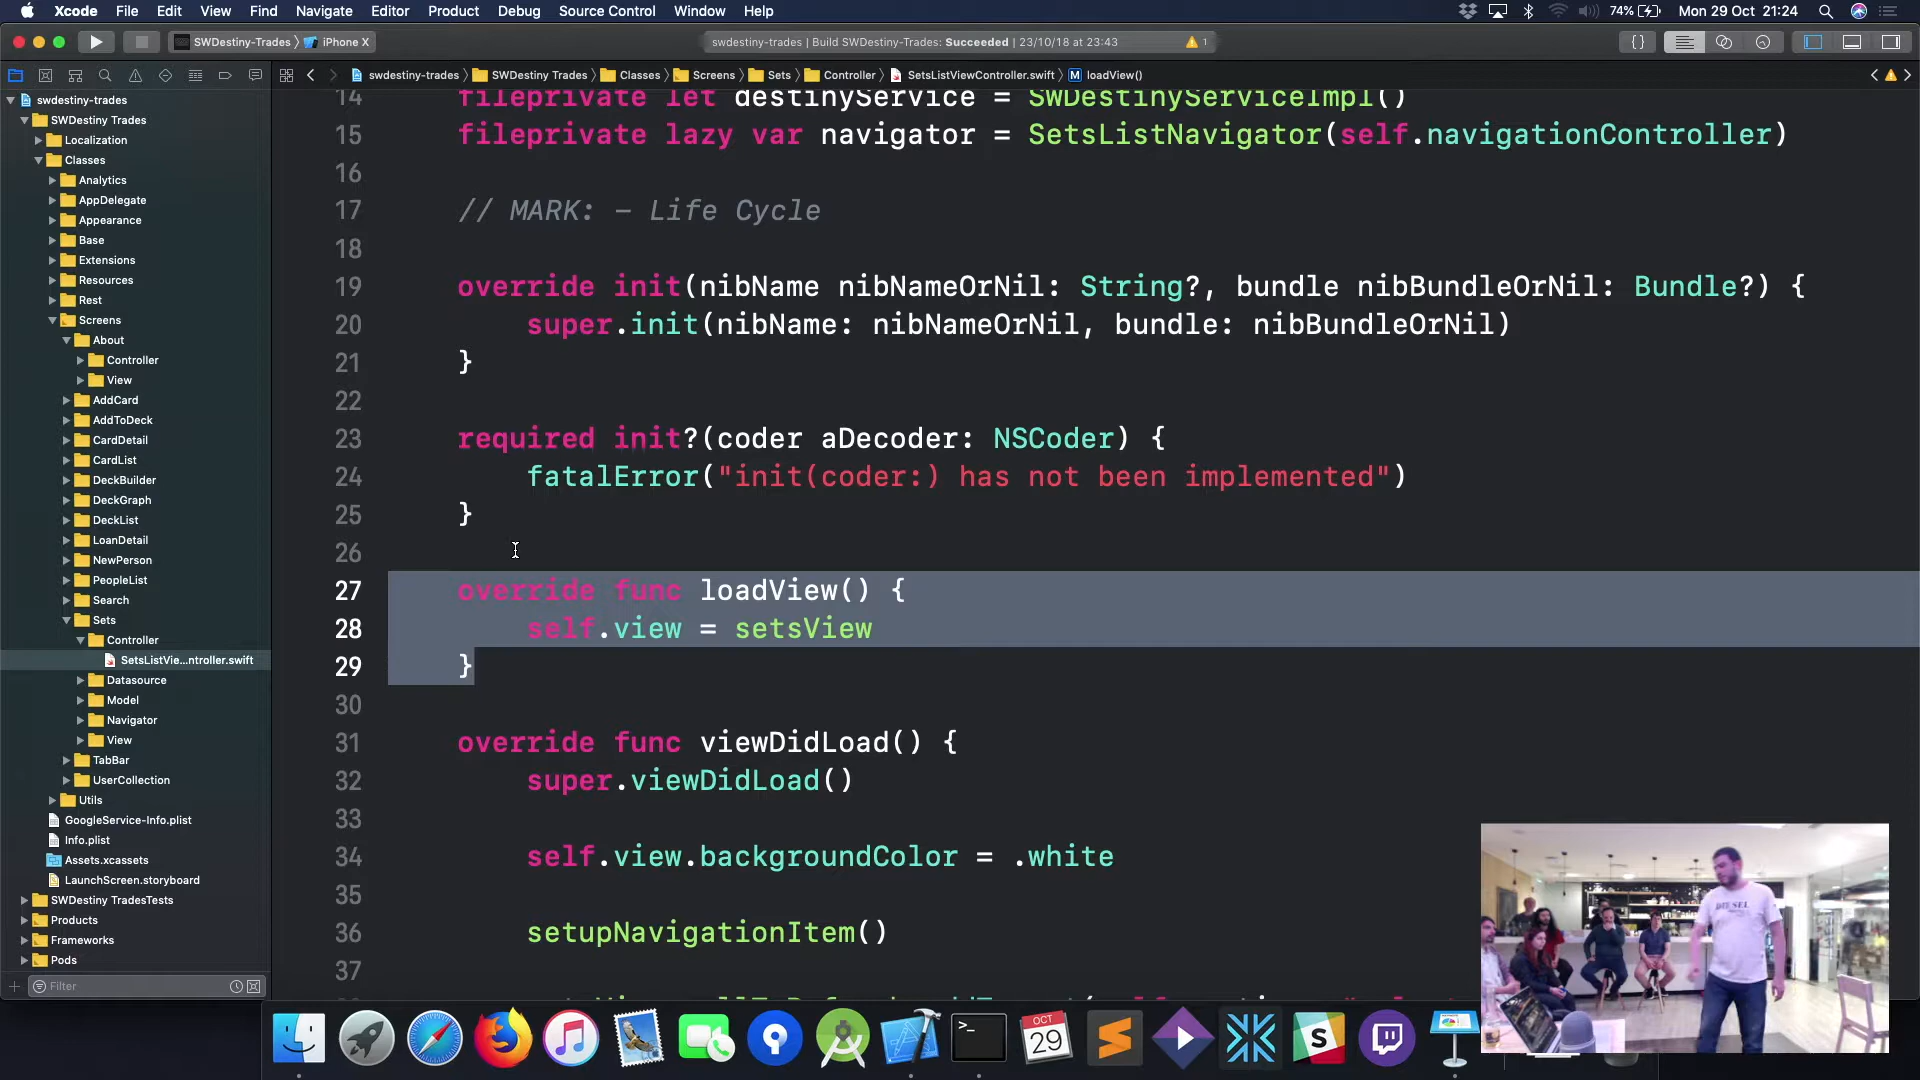 Xcode File Edit View Find Navigate Editor Product Debug Source Control Window Help 74% Mon 29 Oct 21:24
SWDestiny-Trades iPhone X swdestiny-trades | Build SWDestiny-Trades: Succeeded | 23/10/18 at 23:43 1
swdestiny-trades SWDestiny Trades Classes Screens Sets Controller SetsListViewController.swift M loadView()
swdestiny-trades
SWDestiny Trades
Localization
Classes
Analytics
AppDelegate
Appearance
Base
Extensions
Resources
Rest
Screens
About
Controller
View
AddCard
AddToDeck
CardDetail
CardList
DeckBuilder
DeckGraph
DeckList
LoanDetail
NewPerson
PeopleList
Search
Sets
Controller
SetsListVie...ntroller.swift
Datasource
Model
Navigator
View
TabBar
UserCollection
Utils
GoogleService-Info.plist
Info.plist
Assets.xcassets
LaunchScreen.storyboard
SWDestiny TradesTests
Products
Frameworks
Pods
Filter
14 fileprivate let destinyService = SWDestinyServiceImpl()
15 fileprivate lazy var navigator = SetsListNavigator(self.navigationController)
16
17 // MARK: - Life Cycle
18
19 override init(nibName nibNameOrNil: String?, bundle nibBundleOrNil: Bundle?) {
20 super.init(nibName: nibNameOrNil, bundle: nibBundleOrNil)
21 }
22
23 required init?(coder aDecoder: NSCoder) {
24 fatalError("init(coder:) has not been implemented")
25 }
26
27 override func loadView() {
28 self.view = setsView
29 }
30
31 override func viewDidLoad() {
32 super.viewDidLoad()
33
34 self.view.backgroundColor = .white
35
36 setupNavigationItem()
37
OCT
29
DIESEL